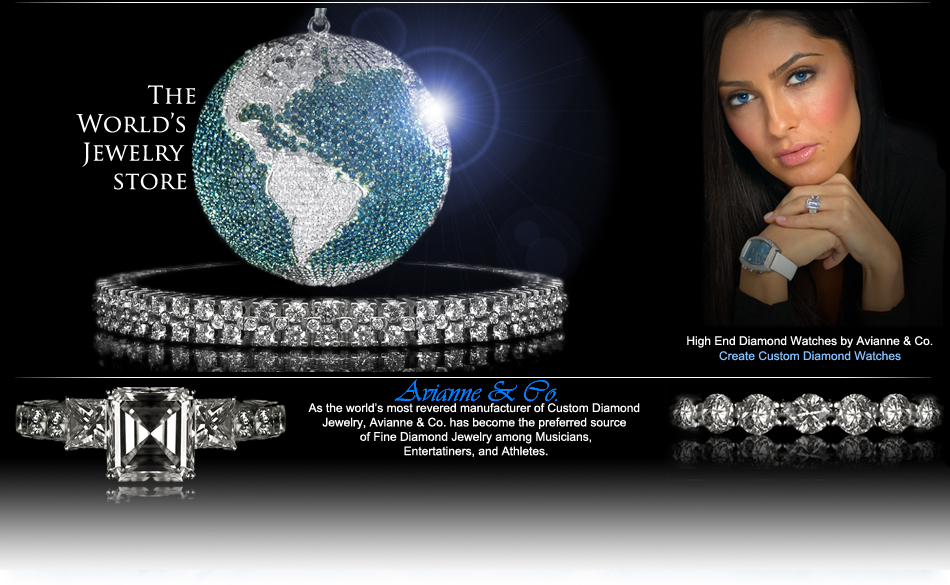 THE
WORLD'S
JEWELRY
STORE
High End Diamond Watches by Avianne & Co.
Create Custom Diamond Watches
Avianne & Co.
As the world's most revered manufacturer of Custom Diamond
Jewelry, Avianne & Co. has become the preferred source
of Fine Diamond Jewelry among Musicians,
Entertatiners, and Athletes.